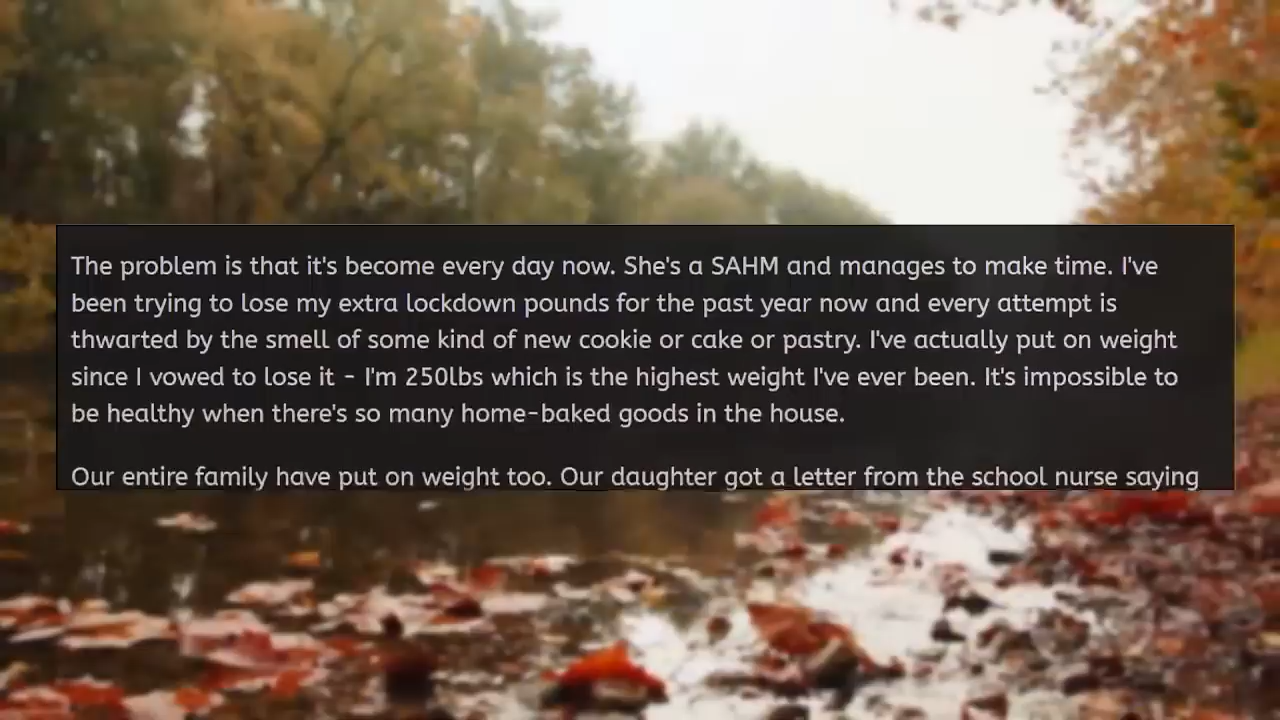 The problem is that it's become every day now. She's a SAHM and manages to make time. I've
been trying to lose my extra lockdown pounds for the past year now and every attempt is
thwarted by the smell of some kind of new cookie or cake or pastry. I've actually put on weight
since I vowed to lose it - I'm 250lbs which is the highest weight I've ever been. It's impossible to
be healthy when there's so many home-baked goods in the house.
Our entire family have put on weight too. Our daughter got a letter from the school nurse saying